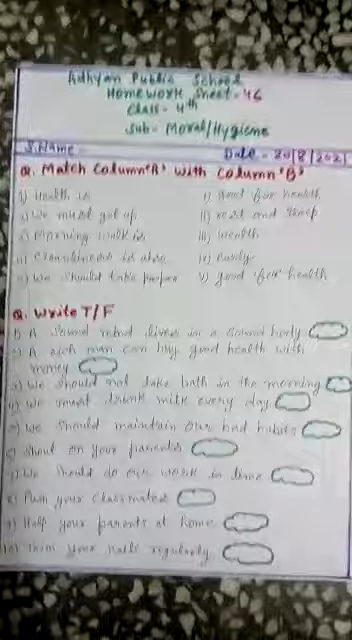 Adhyan Public School
Homework Sheet - 46
Class - 4th
Sub - Moral/Hygiene
S.Name - Date - 20/8/2021
Q. Match Column 'A' with Column 'B'
1) Health is i) Good for health
2) We must get up ii) rest and sleep
3) Morning walk is iii) wealth
4) Cleanliness is also iv) Early
5) We should take proper v) good for health
Q. Write T/F
1) A sound mind lives in a sound body
2) A rich man can buy good health with
money
3) We should not take bath in the morning
4) We must drink milk every day
5) We should maintain our bad habits
6) Shout on your parents
7) We should do our work in time
8) Push your classmates
9) Help your parents at home
10) Trim your nails regularly